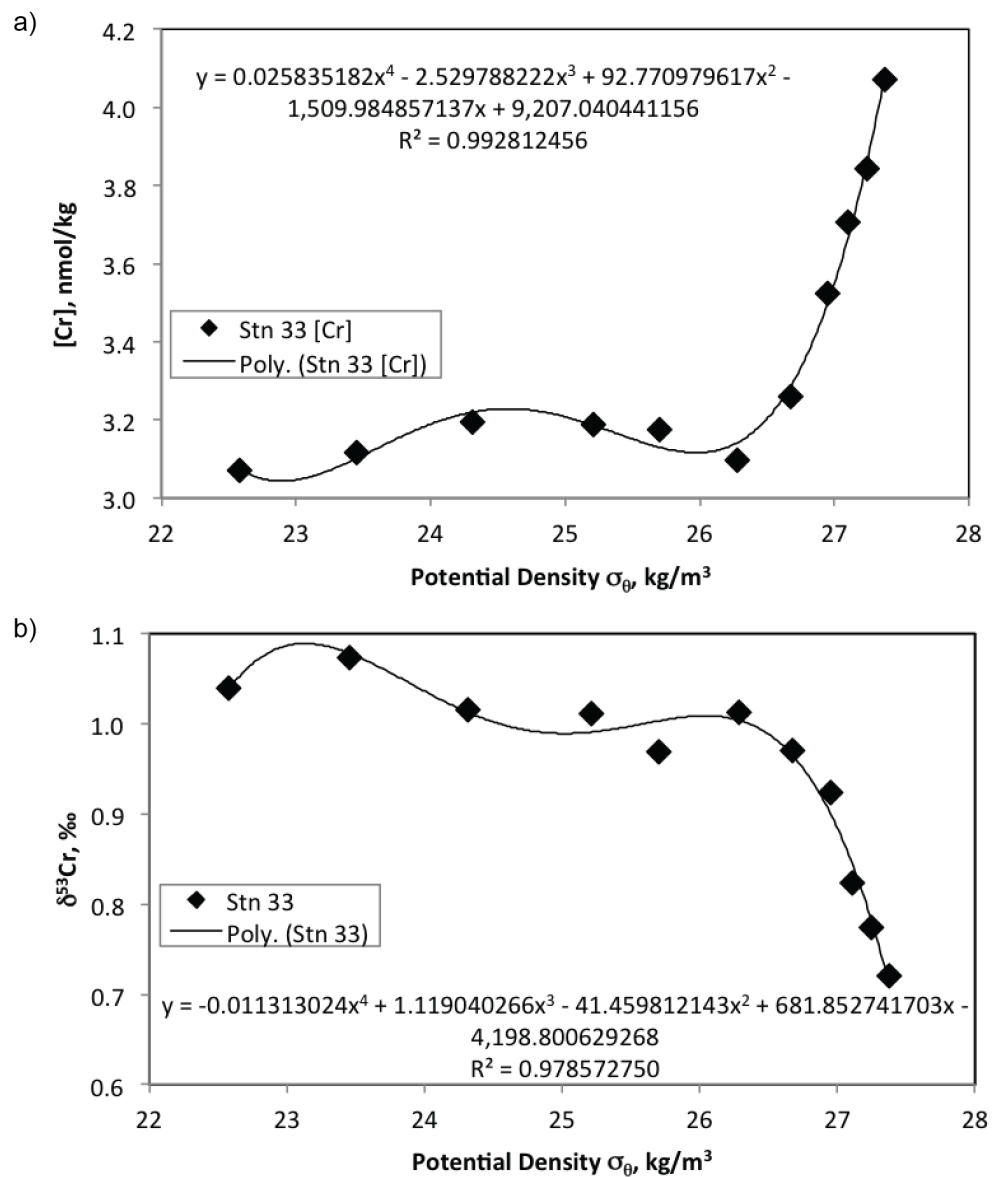 a)
4.2
4.0
3.8
3.6
3.4
3.2
3.0
[Cr], nmol/kg
y = 0.025835182x⁴ - 2.529788222x³ + 92.770979617x² -
1,509.984857137x + 9,207.040441156
R² = 0.992812456
Stn 33 [Cr]
Poly. (Stn 33 [Cr])
22 23 24 25 26 27 28
Potential Density σθ, kg/m³
b)
1.1
1.0
0.9
0.8
0.7
0.6
δ⁵³Cr, ‰
Stn 33
Poly. (Stn 33)
y = -0.011313024x⁴ + 1.119040266x³ - 41.459812143x² + 681.852741703x -
4,198.800629268
R² = 0.978572750
22 23 24 25 26 27 28
Potential Density σθ, kg/m³